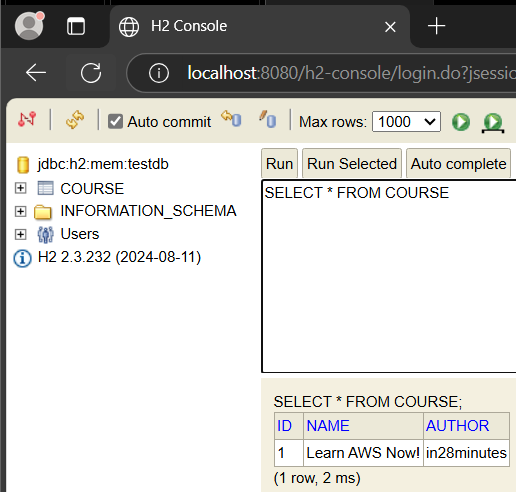 H2 Console
localhost:8080/h2-console/login.do?jsessio
Auto commit
Max rows: 1000
jdbc:h2:mem:testdb
COURSE
INFORMATION_SCHEMA
Users
H2 2.3.232 (2024-08-11)
Run Run Selected Auto complete
SELECT * FROM COURSE
SELECT * FROM COURSE;
ID NAME AUTHOR
1 Learn AWS Now! in28minutes
(1 row, 2 ms)